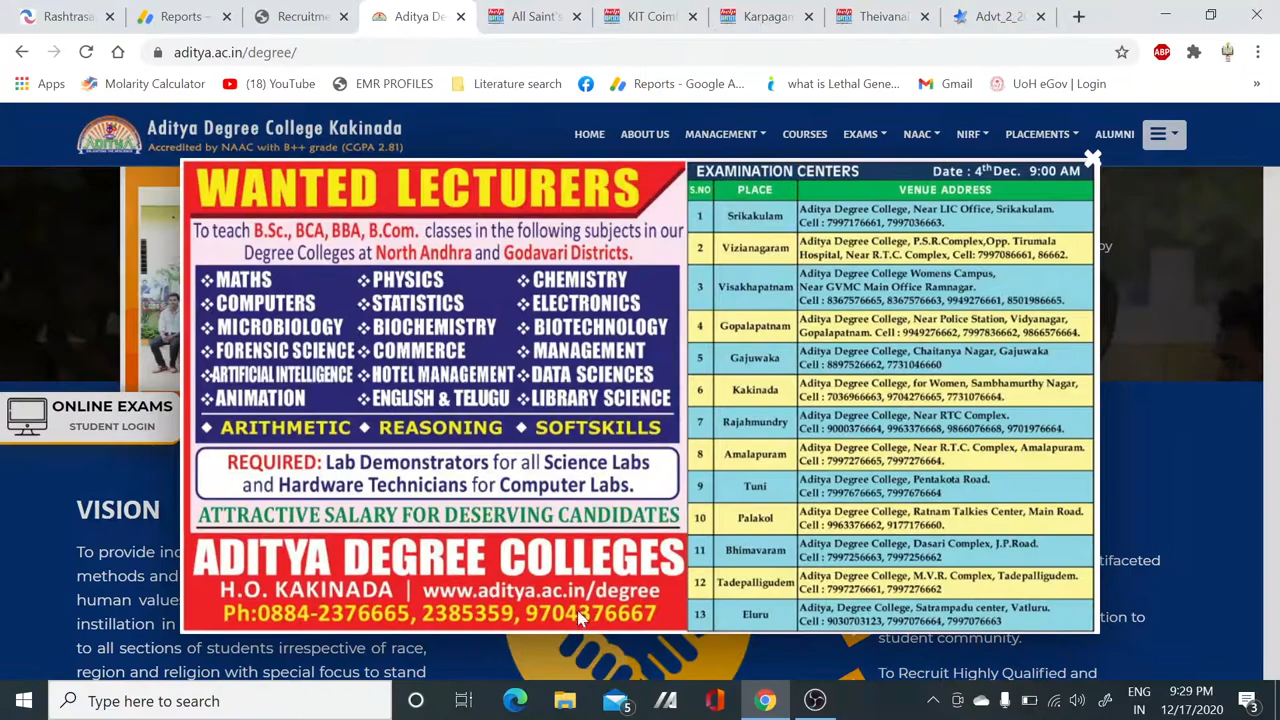 Rashtrasa
Reports –
Recruitme
Aditya De
All Saint's
KIT Coim
Karpagan
Theivanai
Advt_2_2
aditya.ac.in/degree/
ABP
Apps
Molarity Calculator
(18) YouTube
EMR PROFILES
Literature search
Reports - Google A...
what is Lethal Gene...
Gmail
UoH eGov | Login
»
Aditya Degree College Kakinada
Accredited by NAAC with B++ grade (CGPA 2.81)
ADITYA
HOME
ABOUT US
MANAGEMENT
COURSES
EXAMS
NAAC
NIRF
PLACEMENTS
ALUMNI
WANTED LECTURERS
To teach B.Sc., BCA, BBA, B.Com. classes in the following subjects in our
Degree Colleges at North Andhra and Godavari Districts.
❖MATHS ❖PHYSICS ❖CHEMISTRY
❖COMPUTERS ❖STATISTICS ❖ELECTRONICS
❖MICROBIOLOGY ❖BIOCHEMISTRY ❖BIOTECHNOLOGY
❖FORENSIC SCIENCE ❖COMMERCE ❖MANAGEMENT
❖ARTIFICIAL INTELLIGENCE ❖HOTEL MANAGEMENT ❖DATA SCIENCES
❖ANIMATION ❖ENGLISH & TELUGU ❖LIBRARY SCIENCE
◆ ARITHMETIC ◆ REASONING ◆ SOFTSKILLS
REQUIRED: Lab Demonstrators for all Science Labs
and Hardware Technicians for Computer Labs.
ATTRACTIVE SALARY FOR DESERVING CANDIDATES
ADITYA DEGREE COLLEGES
H.O. KAKINADA | www.aditya.ac.in/degree
Ph:0884-2376665, 2385359, 9704376667
EXAMINATION CENTERS Date : 4thDec. 9:00 AM
S.NO PLACE VENUE ADDRESS
1 Srikakulam Aditya Degree College, Near LIC Office, Srikakulam.
Cell : 7997176661, 7997036663.
2 Vizianagaram Aditya Degree College, P.S.R.Complex,Opp. Tirumala
Hospital, Near R.T.C. Complex, Cell: 7997086661, 86662.
3 Visakhapatnam Aditya Degree College Womens Campus,
Near GVMC Main Office Ramnagar.
Cell : 8367567665, 8367576663, 9949276661, 8501986665.
4 Gopalapatnam Aditya Degree College, Near Police Station, Vidyanagar,
Gopalapatnam. Cell : 9949276662, 7997836662, 9866576664.
5 Gajuwaka Aditya Degree College, Chaitanya Nagar, Gajuwaka
Cell : 8897526662, 7731046660
6 Kakinada Aditya Degree College, for Women, Sambhamurthy Nagar,
Cell : 7036966663, 9704276665, 7731076664.
7 Rajahmundry Aditya Degree College, Near RTC Complex.
Cell : 9000376664, 9963376668, 9866076668, 9701976664.
8 Amalapuram Aditya Degree College, Near R.T.C. Complex, Amalapuram.
Cell : 7997276665, 7997276664.
9 Tuni Aditya Degree College, Pentakota Road.
Cell : 7997676665, 7997676664
10 Palakol Aditya Degree College, Ratnam Talkies Center, Main Road.
Cell : 9963376662, 9177176660.
11 Bhimavaram Aditya Degree College, Dasari Complex, J.P.Road.
Cell : 7997256663, 7997256662
12 Tadepalligudem Aditya Degree College, M.V.R. Complex, Tadepalligudem.
Cell : 7997276661, 7997276662
13 Eluru Aditya, Degree College, Satrampadu center, Vatluru.
Cell : 9030703123, 7997076664, 7997076663
by
ONLINE EXAMS
STUDENT LOGIN
VISION
To provide inc
methods and
human value
instillation in
to all sections of students irrespective of race,
region and religion with special focus to stand
ifaceted
tion to
student community.
To Recruit Highly Qualified and
Type here to search
5
ENG
IN
9:29 PM
12/17/2020
3